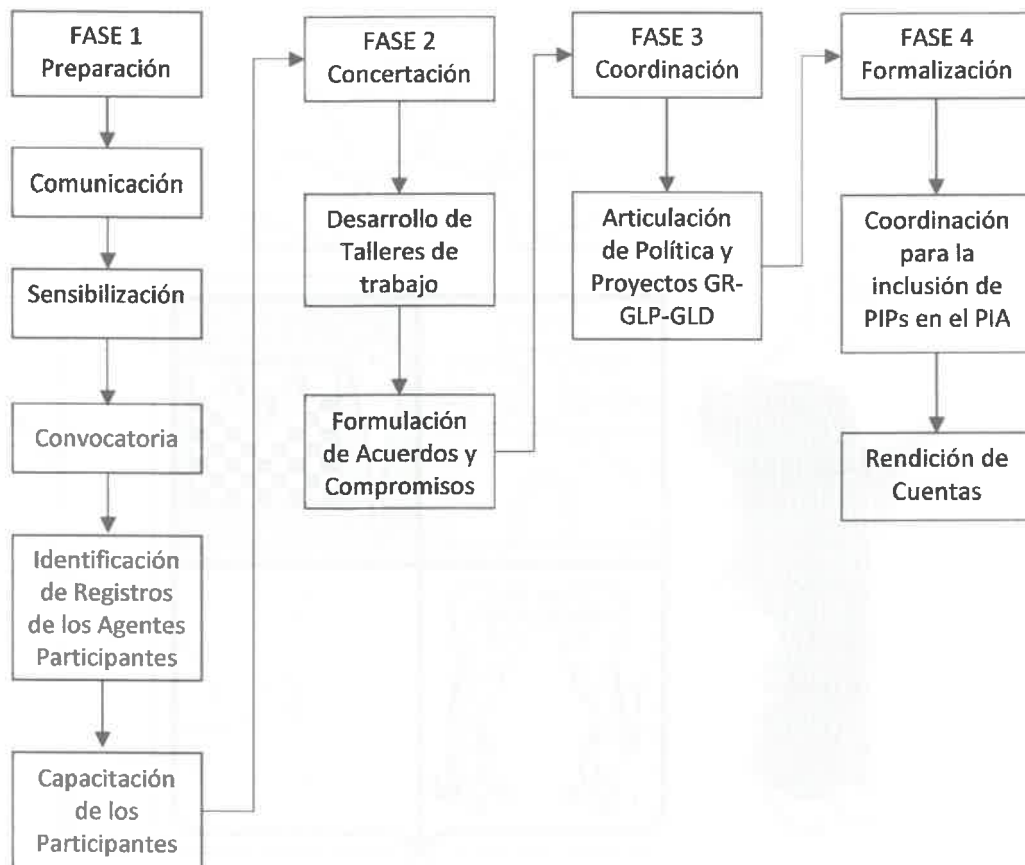 FASE 1
Preparación
Comunicación
Sensibilización
Convocatoria
Identificación
de Registros
de los Agentes
Participantes
Capacitación
de los
Participantes
FASE 2
Concertación
Desarrollo de
Talleres de
trabajo
Formulación
de Acuerdos y
Compromisos
FASE 3
Coordinación
Articulación
de Política y
Proyectos GR-
GLP-GLD
FASE 4
Formalización
Coordinación
para la
inclusión de
PIPs en el PIA
Rendición de
Cuentas